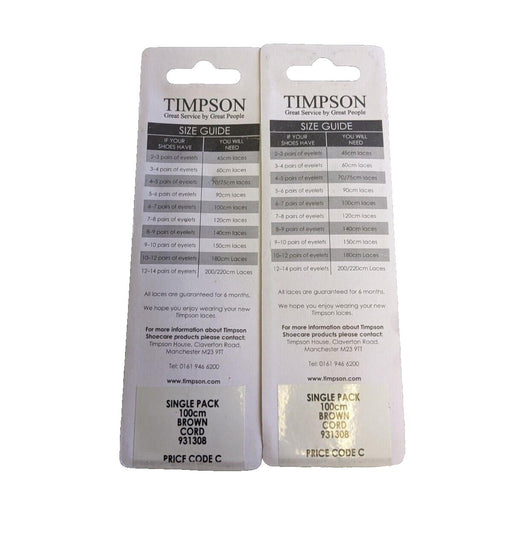 TIMPSON
Great Service by Great People
SIZE GUIDE
IF YOUR SHOES HAVE | YOU WILL NEED
2-3 pairs of eyelets 45cm laces
3-4 pairs of eyelets 60cm laces
4-5 pairs of eyelets 70/75cm laces
5-6 pairs of eyelets 90cm laces
6-7 pairs of eyelets 100cm laces
7-8 pairs of eyelets 120cm laces
8-9 pairs of eyelets 140cm laces
9-10 pairs of eyelets 150cm laces
10-12 pairs of eyelets 180cm Laces
12-14 pairs of eyelets 200/220cm Laces
All laces are guaranteed for 6 months.
We hope you enjoy wearing your new
Timpson laces.
For more information about Timpson
Shoecare products please contact:
Timpson House, Claverton Road,
Manchester M23 9TT
Tel: 0161 946 6200
www.timpson.com
SINGLE PACK
100cm
BROWN
CORD
931308
PRICE CODE C
TIMPSON
Great Service by Great People
SIZE GUIDE
IF YOUR SHOES HAVE | YOU WILL NEED
2-3 pairs of eyelets 45cm laces
3-4 pairs of eyelets 60cm laces
4-5 pairs of eyelets 70/75cm laces
5-6 pairs of eyelets 90cm laces
6-7 pairs of eyelets 100cm laces
7-8 pairs of eyelets 120cm laces
8-9 pairs of eyelets 140cm laces
9-10 pairs of eyelets 150cm laces
10-12 pairs of eyelets 180cm Laces
12-14 pairs of eyelets 200/220cm Laces
All laces are guaranteed for 6 months.
We hope you enjoy wearing your new
Timpson laces.
For more information about Timpson
Shoecare products please contact:
Timpson House, Claverton Road,
Manchester M23 9TT
Tel: 0161 946 6200
www.timpson.com
SINGLE PACK
100cm
BROWN
CORD
931308
PRICE CODE C